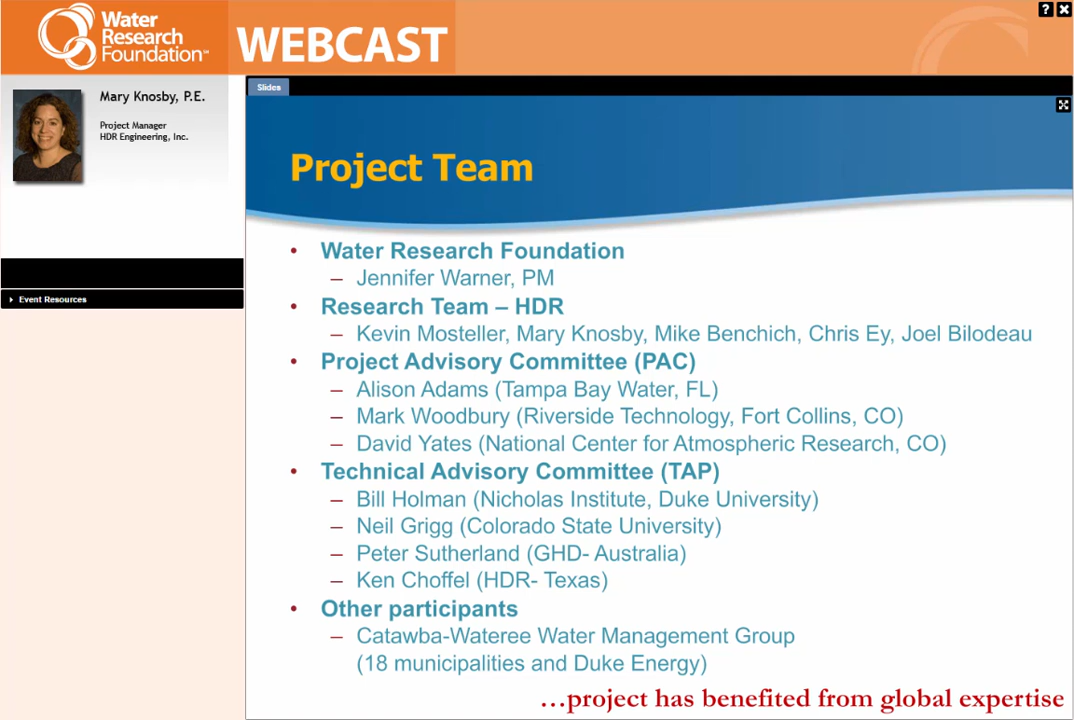 Water
Research
Foundation℠
WEBCAST
Mary Knosby, P.E.
Project Manager
HDR Engineering, Inc.
Event Resources
Slides
Project Team
• Water Research Foundation
– Jennifer Warner, PM
• Research Team – HDR
– Kevin Mosteller, Mary Knosby, Mike Benchich, Chris Ey, Joel Bilodeau
• Project Advisory Committee (PAC)
– Alison Adams (Tampa Bay Water, FL)
– Mark Woodbury (Riverside Technology, Fort Collins, CO)
– David Yates (National Center for Atmospheric Research, CO)
• Technical Advisory Committee (TAP)
– Bill Holman (Nicholas Institute, Duke University)
– Neil Grigg (Colorado State University)
– Peter Sutherland (GHD- Australia)
– Ken Choffel (HDR- Texas)
• Other participants
– Catawba-Wateree Water Management Group
(18 municipalities and Duke Energy)
…project has benefited from global expertise